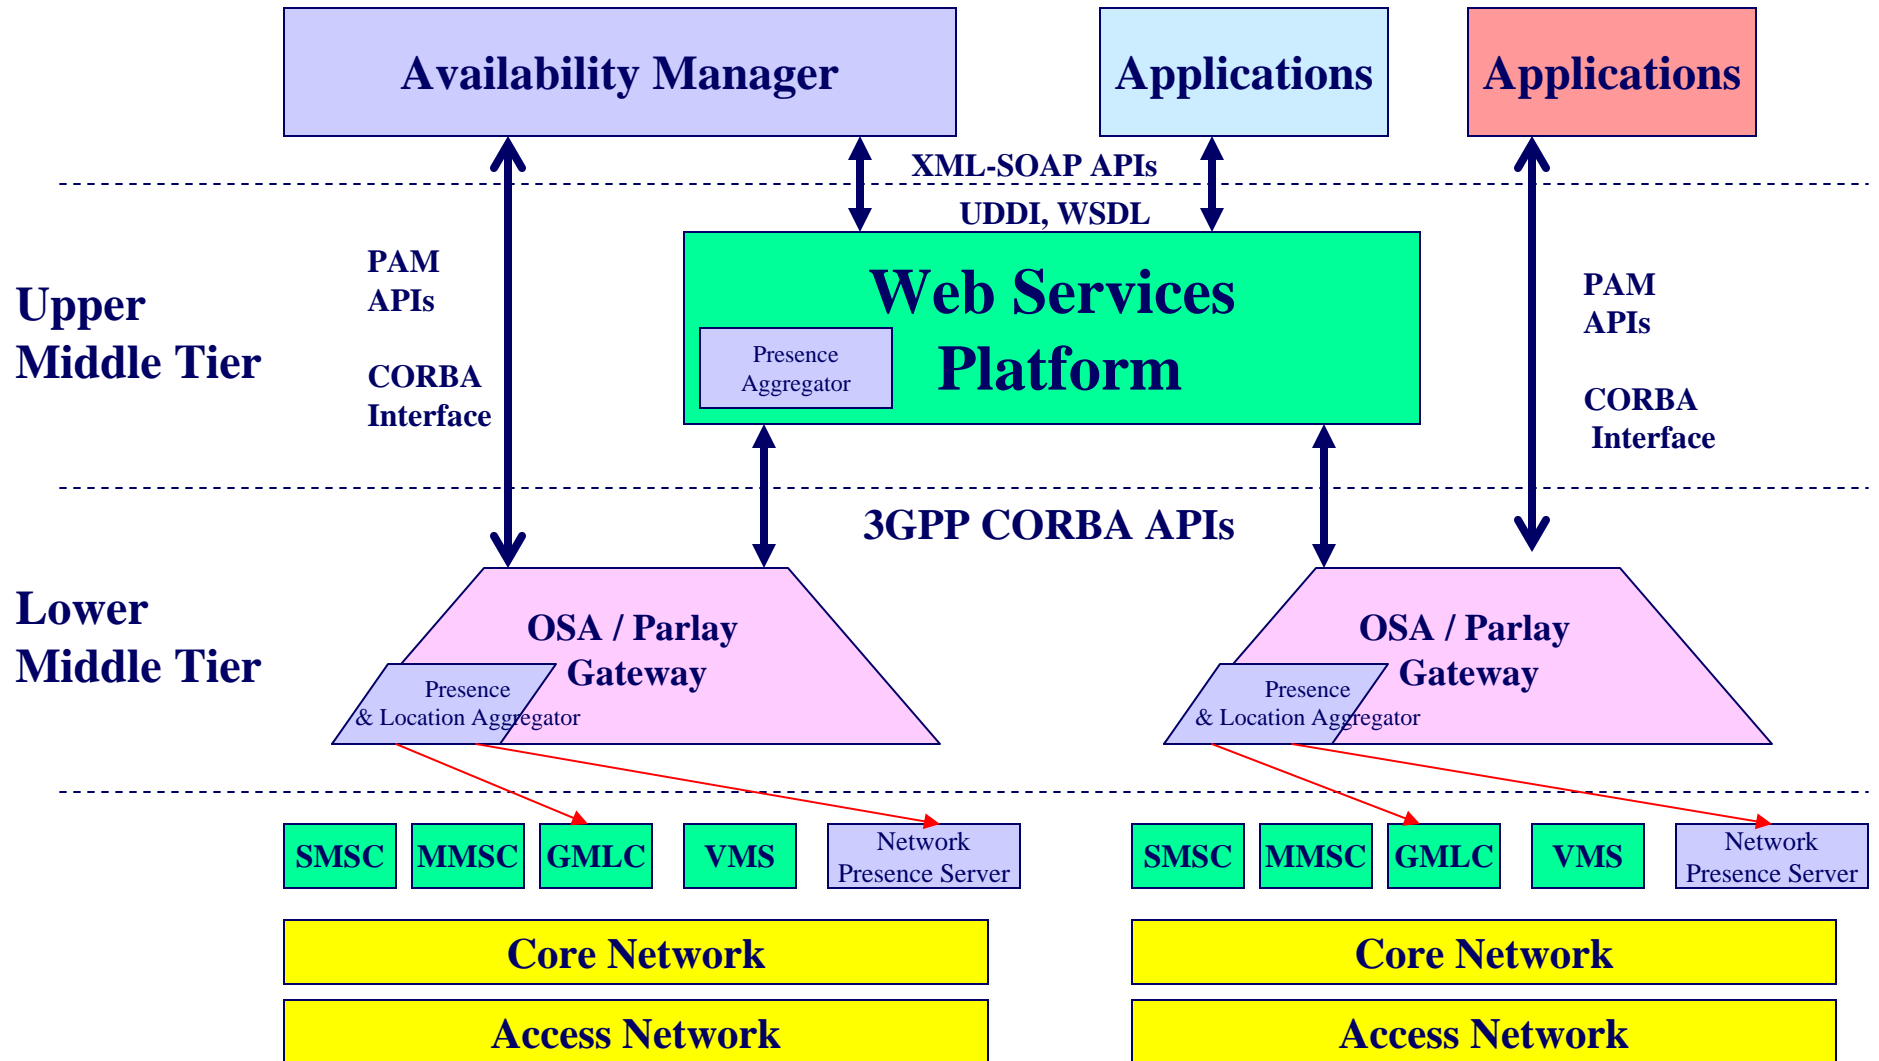 Availability Manager
Applications
Applications
XML-SOAP APIs
UDDI, WSDL
PAM
APIs
CORBA
Interface
Upper
Middle Tier
Web Services
Platform
Presence
Aggregator
PAM
APIs
CORBA
Interface
3GPP CORBA APIs
Lower
Middle Tier
OSA / Parlay
Gateway
Presence
& Location Aggregator
OSA / Parlay
Gateway
Presence
& Location Aggregator
SMSC
MMSC
GMLC
VMS
Network
Presence Server
SMSC
MMSC
GMLC
VMS
Network
Presence Server
Core Network
Core Network
Access Network
Access Network